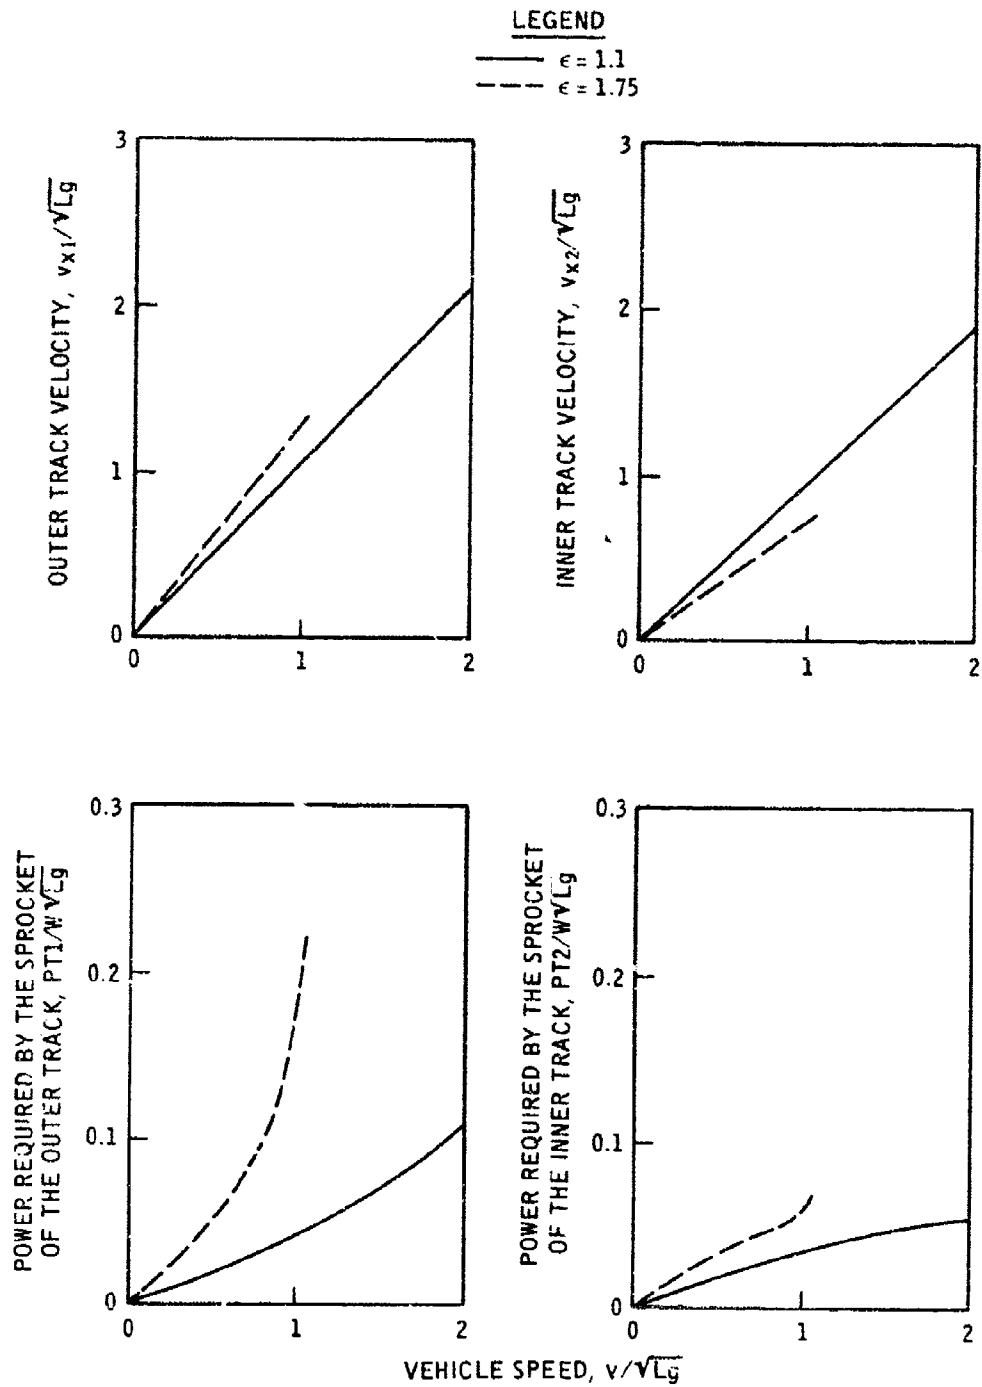 LEGEND
ϵ = 1.1
ϵ = 1.75
OUTER TRACK VELOCITY, vx1/√Lg
3
2
1
0
0 1 2
INNER TRACK VELOCITY, vx2/√Lg
3
2
1
0
0 1 2
POWER REQUIRED BY THE SPROCKET
OF THE OUTER TRACK, PT1/W√Lg
0.3
0.2
0.1
0
0 1 2
POWER REQUIRED BY THE SPROCKET
OF THE INNER TRACK, PT2/W√Lg
0.3
0.2
0.1
0
0 1 2
VEHICLE SPEED, v/√Lg